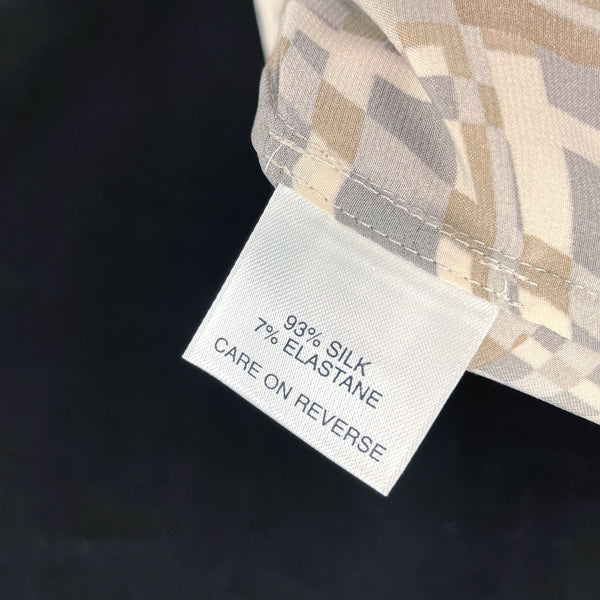 93% SILK
7% ELASTANE
CARE ON REVERSE